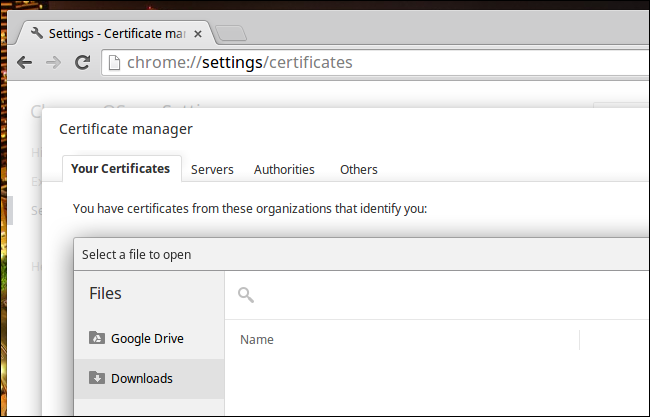 Settings - Certificate mar
chrome://settings/certificates
Certificate manager
Your Certificates
Servers
Authorities
Others
You have certificates from these organizations that identify you:
Select a file to open
Files
Google Drive
Name
Downloads